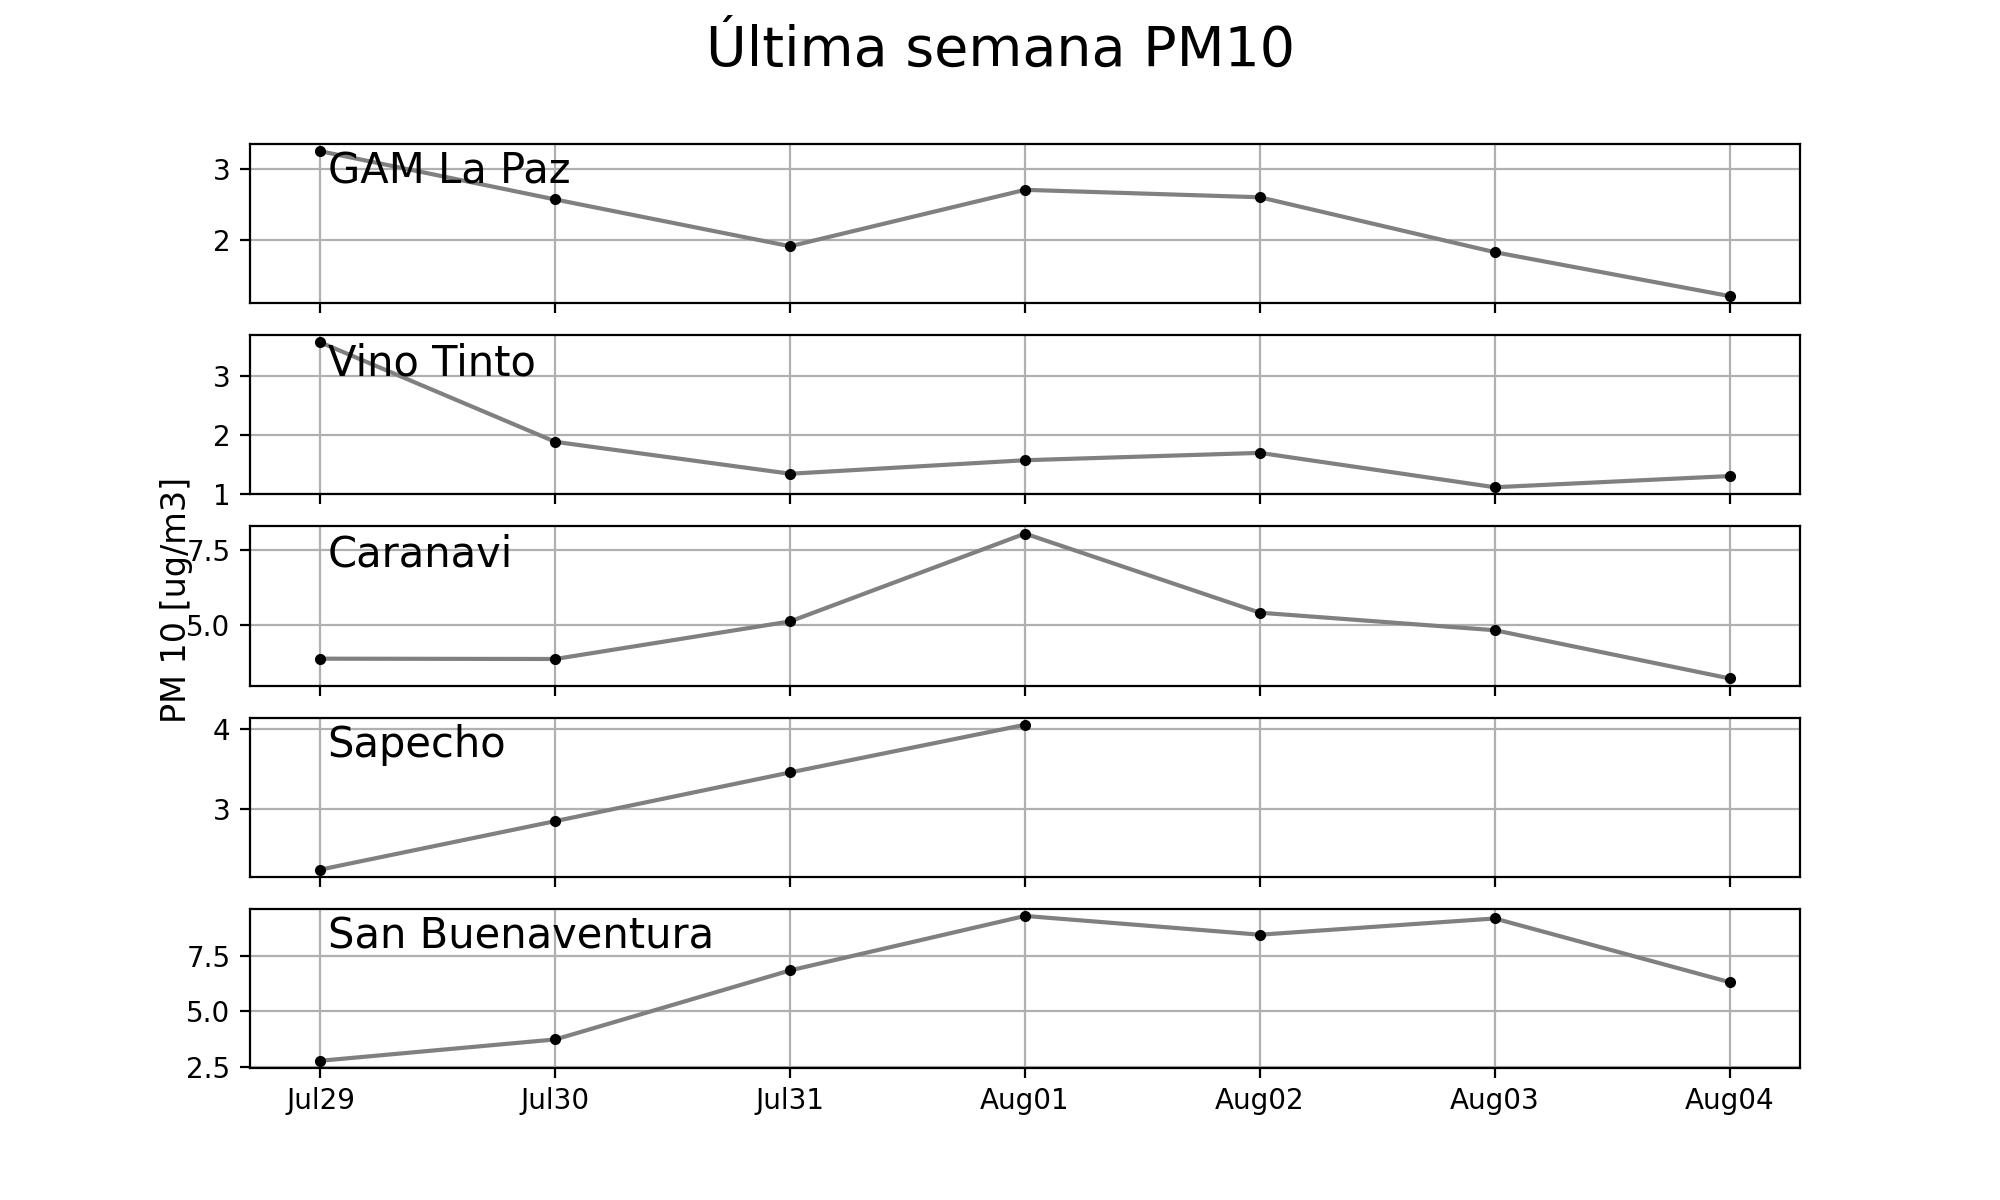 Última semana PM10
GAM La Paz
3
2
Vino Tinto
3
2
1
PM 10 [ug/m3]
Caranavi
7.5
5.0
Sapecho
4
3
San Buenaventura
7.5
5.0
2.5
Jul29 Jul30 Jul31 Aug01 Aug02 Aug03 Aug04